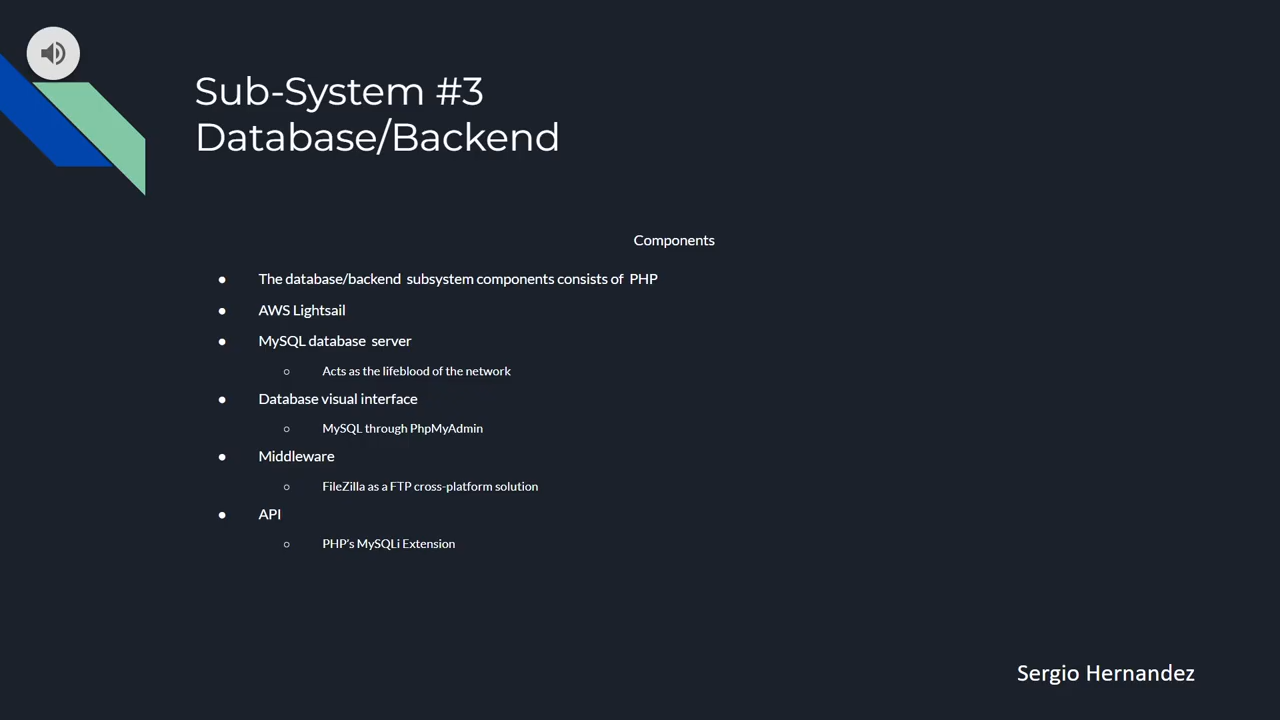 Sub-System #3
Database/Backend
Components
● The database/backend subsystem components consists of PHP
● AWS Lightsail
● MySQL database server
○ Acts as the lifeblood of the network
● Database visual interface
○ MySQL through PhpMyAdmin
● Middleware
○ FileZilla as a FTP cross-platform solution
● API
○ PHP's MySQLi Extension
Sergio Hernandez